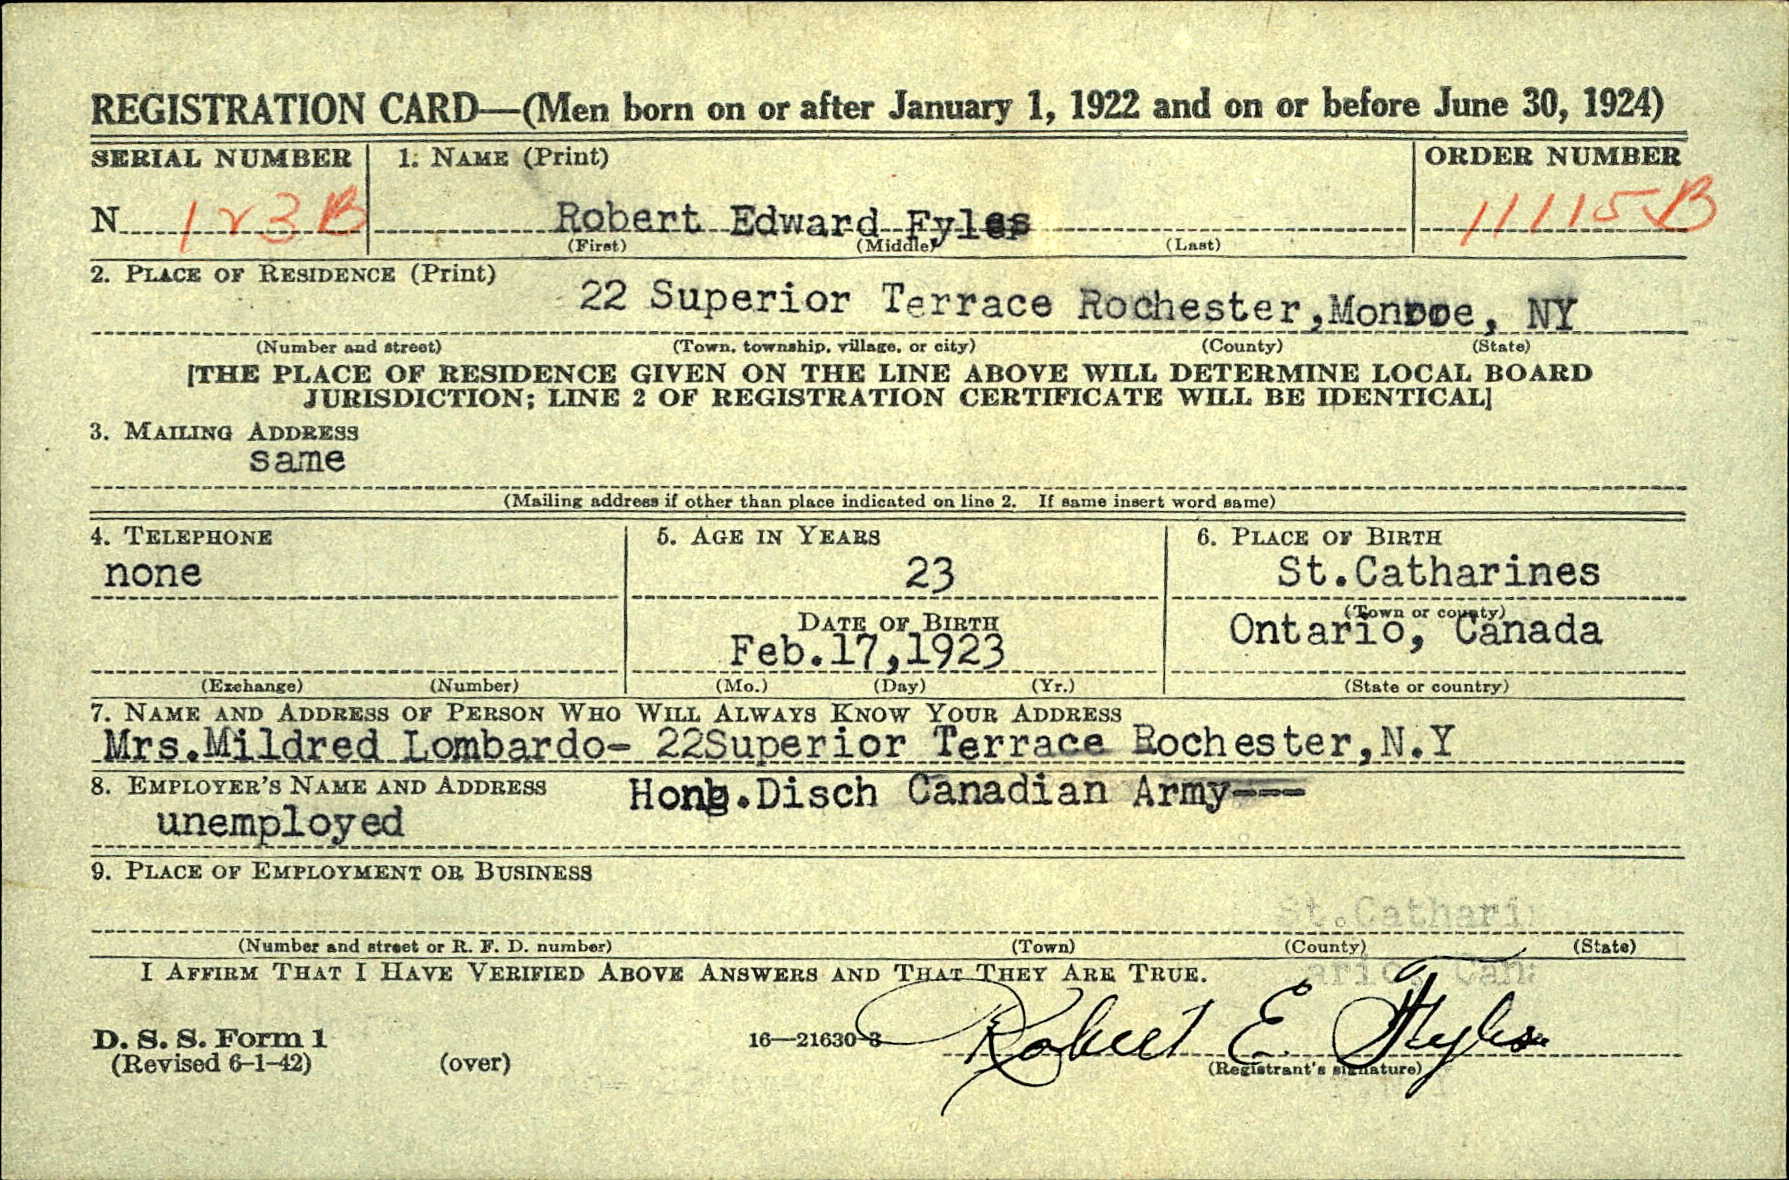 REGISTRATION CARD—(Men born on or after January 1, 1922 and on or before June 30, 1924)
SERIAL NUMBER 1. NAME (Print) ORDER NUMBER
N 123B Robert Edward Fyles 11115B
(First) (Middle) (Last)
2. PLACE OF RESIDENCE (Print)
22 Superior Terrace Rochester,Monroe, NY
(Number and street) (Town, township, village, or city) (County) (State)
[THE PLACE OF RESIDENCE GIVEN ON THE LINE ABOVE WILL DETERMINE LOCAL BOARD
JURISDICTION; LINE 2 OF REGISTRATION CERTIFICATE WILL BE IDENTICAL]
3. MAILING ADDRESS
same
(Mailing address if other than place indicated on line 2. If same insert word same)
4. TELEPHONE 5. AGE IN YEARS 6. PLACE OF BIRTH
none 23 St.Catharines
DATE OF BIRTH (Town or county)
Feb.17,1923 Ontario, Canada
(Exchange) (Number) (Mo.) (Day) (Yr.) (State or country)
7. NAME AND ADDRESS OF PERSON WHO WILL ALWAYS KNOW YOUR ADDRESS
Mrs.Mildred Lombardo- 22Superior Terrace Rochester,N.Y
8. EMPLOYER'S NAME AND ADDRESS Hon.Disch Canadian Army---
unemployed
9. PLACE OF EMPLOYMENT OR BUSINESS
St.Cathari
(Number and street or R. F. D. number) (Town) (County) (State)
I AFFIRM THAT I HAVE VERIFIED ABOVE ANSWERS AND THAT THEY ARE TRUE.
ario, Cana
D. S. S. Form 1 16—21630-3 Robert E. Fyles
(Revised 6-1-42) (over) (Registrant's signature)